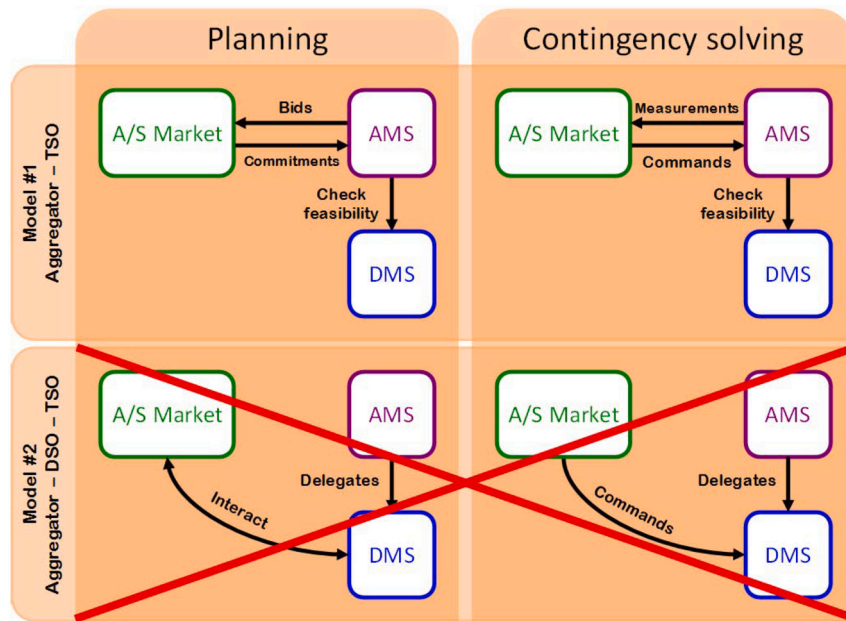 Planning
Contingency solving
Model #1
Aggregator – TSO
A/S Market
Bids
Commitments
AMS
Check
feasibility
DMS
A/S Market
Measurements
Commands
AMS
Check
feasibility
DMS
Model #2
Aggregator – DSO – TSO
A/S Market
AMS
Delegates
Interact
DMS
A/S Market
AMS
Delegates
Commands
DMS